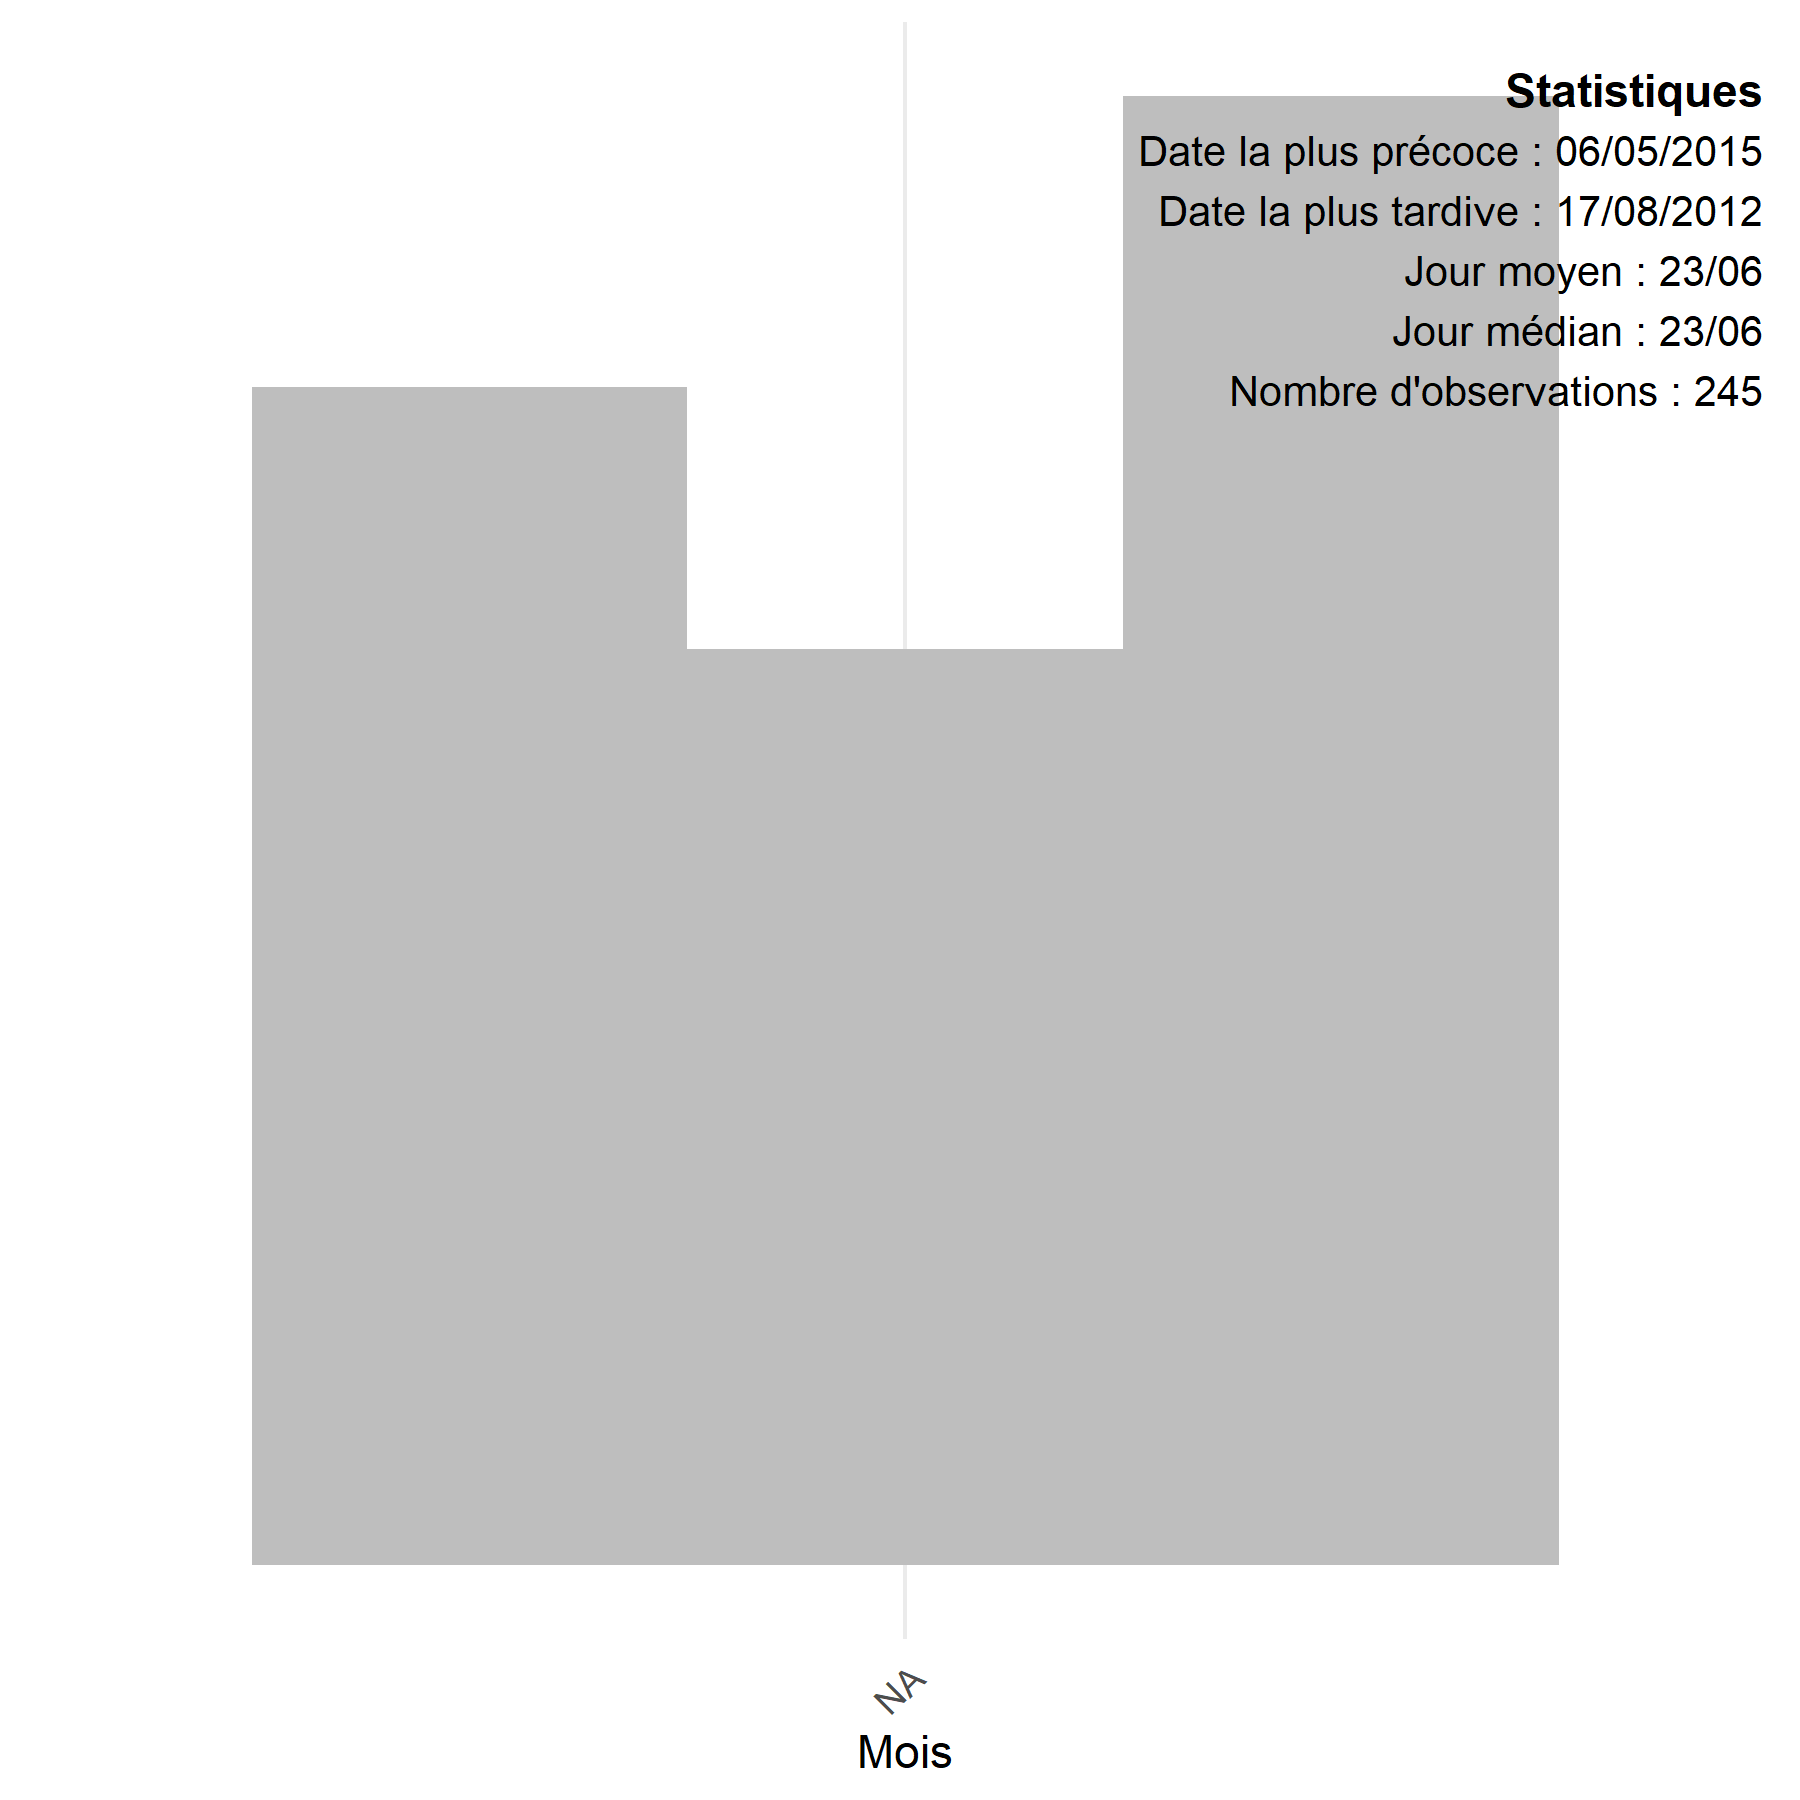 Statistiques
Date la plus précoce : 06/05/2015
Date la plus tardive : 17/08/2012
Jour moyen : 23/06
Jour médian : 23/06
Nombre d'observations : 245
NA
Mois